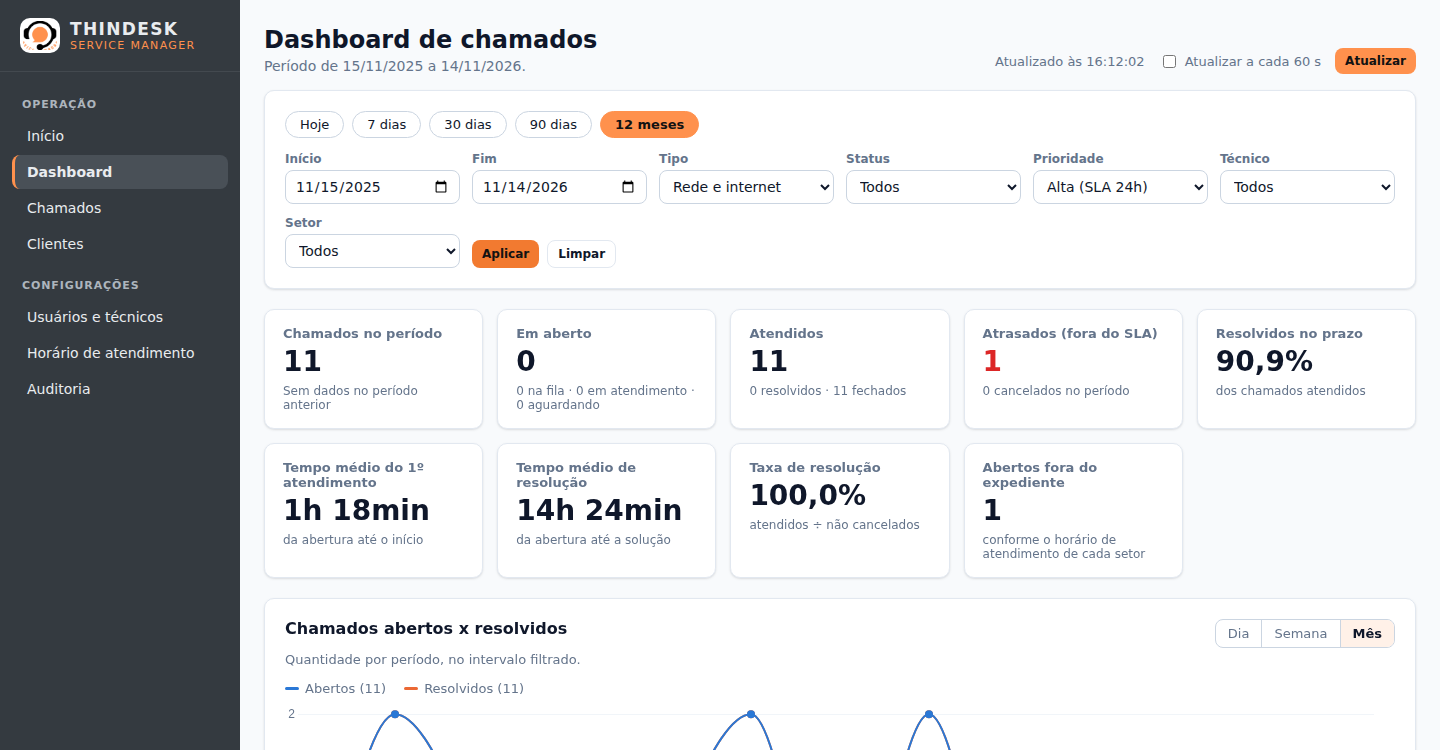 THINDESK
SERVICE MANAGER
OPERAÇÃO
Início
Dashboard
Chamados
Clientes
CONFIGURAÇÕES
Usuários e técnicos
Horário de atendimento
Auditoria
Dashboard de chamados
Período de 15/11/2025 a 14/11/2026.
Atualizado às 16:12:02
Atualizar a cada 60 s
Atualizar
Hoje
7 dias
30 dias
90 dias
12 meses
Início
Fim
Tipo
Status
Prioridade
Técnico
11/15/2025
11/14/2026
Rede e internet
Todos
Alta (SLA 24h)
Todos
Setor
Todos
Aplicar
Limpar
Chamados no período
11
Sem dados no período
anterior
Em aberto
0
0 na fila · 0 em atendimento ·
0 aguardando
Atendidos
11
0 resolvidos · 11 fechados
Atrasados (fora do SLA)
1
0 cancelados no período
Resolvidos no prazo
90,9%
dos chamados atendidos
Tempo médio do 1º
atendimento
1h 18min
da abertura até o início
Tempo médio de
resolução
14h 24min
da abertura até a solução
Taxa de resolução
100,0%
atendidos ÷ não cancelados
Abertos fora do
expediente
1
conforme o horário de
atendimento de cada setor
Chamados abertos x resolvidos
Dia
Semana
Mês
Quantidade por período, no intervalo filtrado.
Abertos (11)
Resolvidos (11)
2